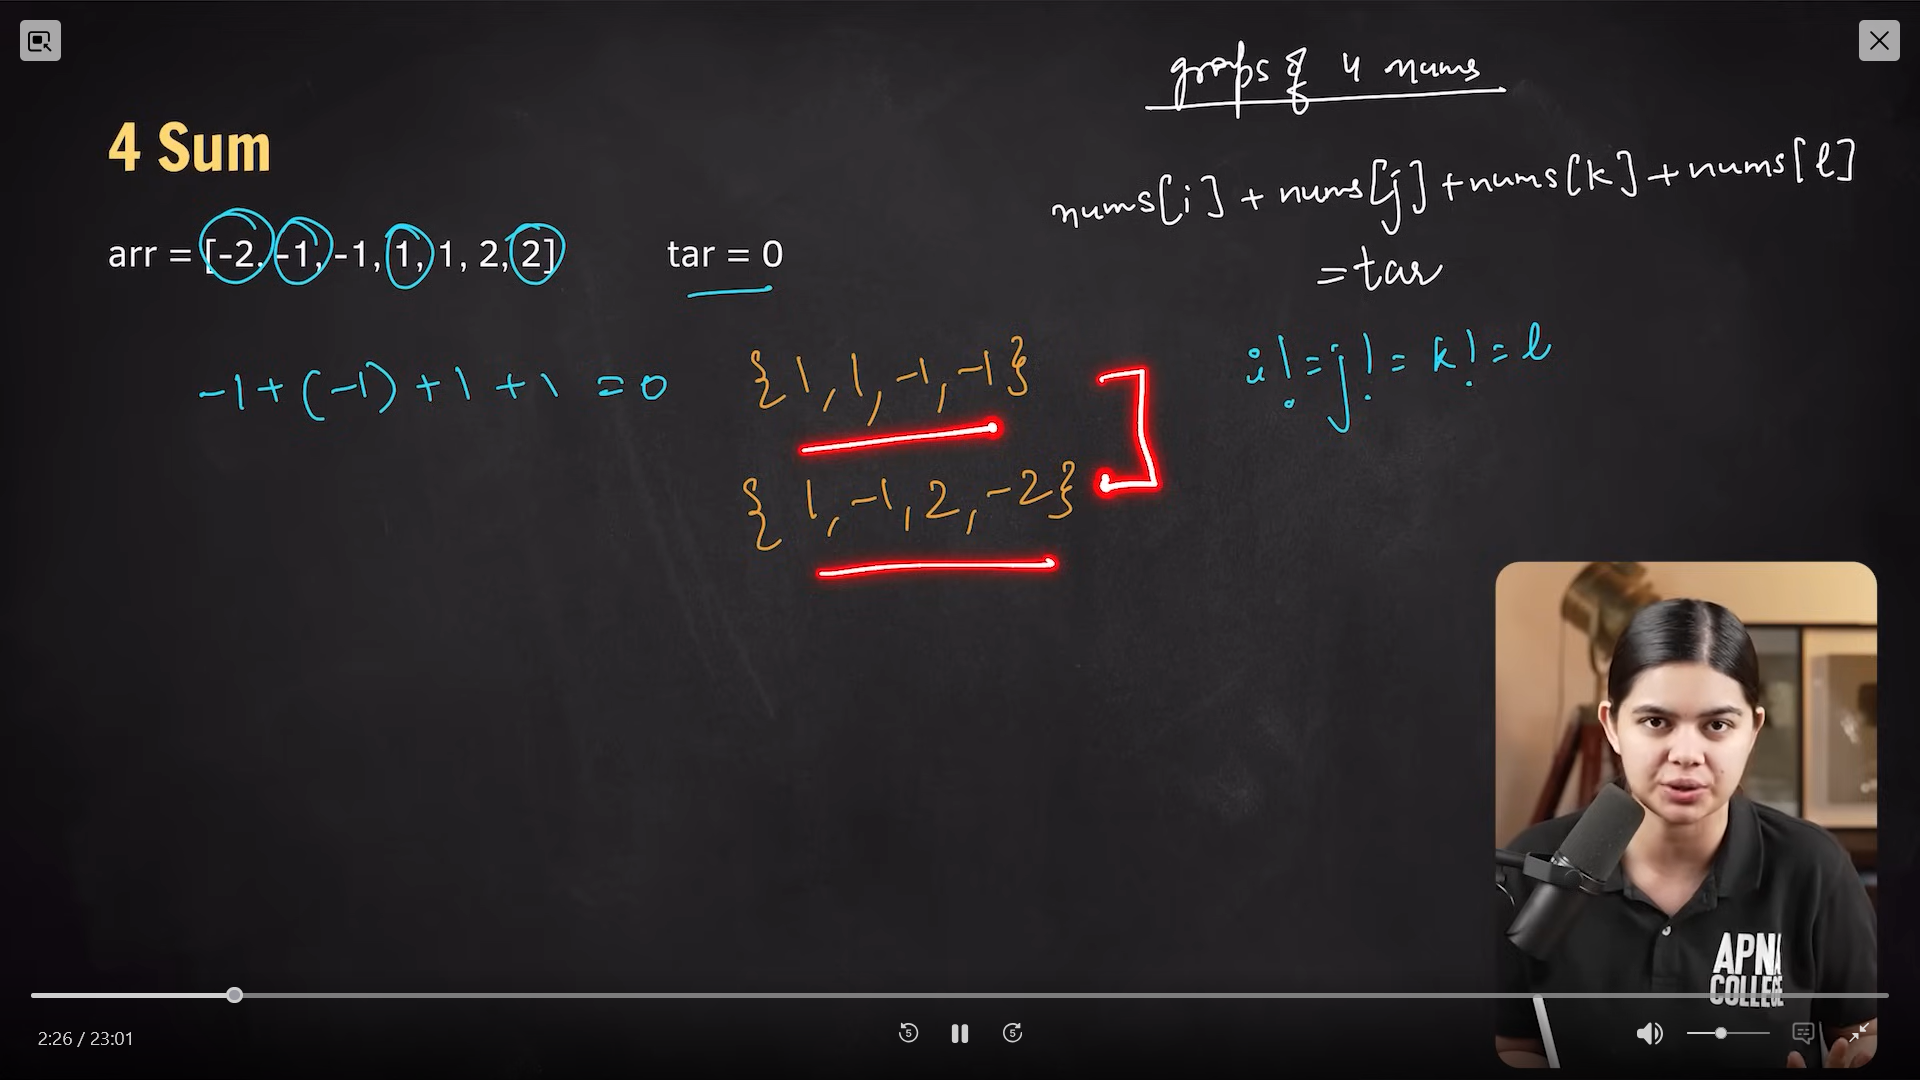 groups of 4 nums
4 Sum
nums[i] + nums[j] + nums[k] + nums[l]
= tar
arr = [-2, -1, -1, 1, 1, 2, 2]
tar = 0
-1 + (-1) + 1 + 1 = 0
{1, 1, -1, -1}
i != j != k != l
{1, -1, 2, -2}
APNA
COLLEGE
2:26 / 23:01
5
5